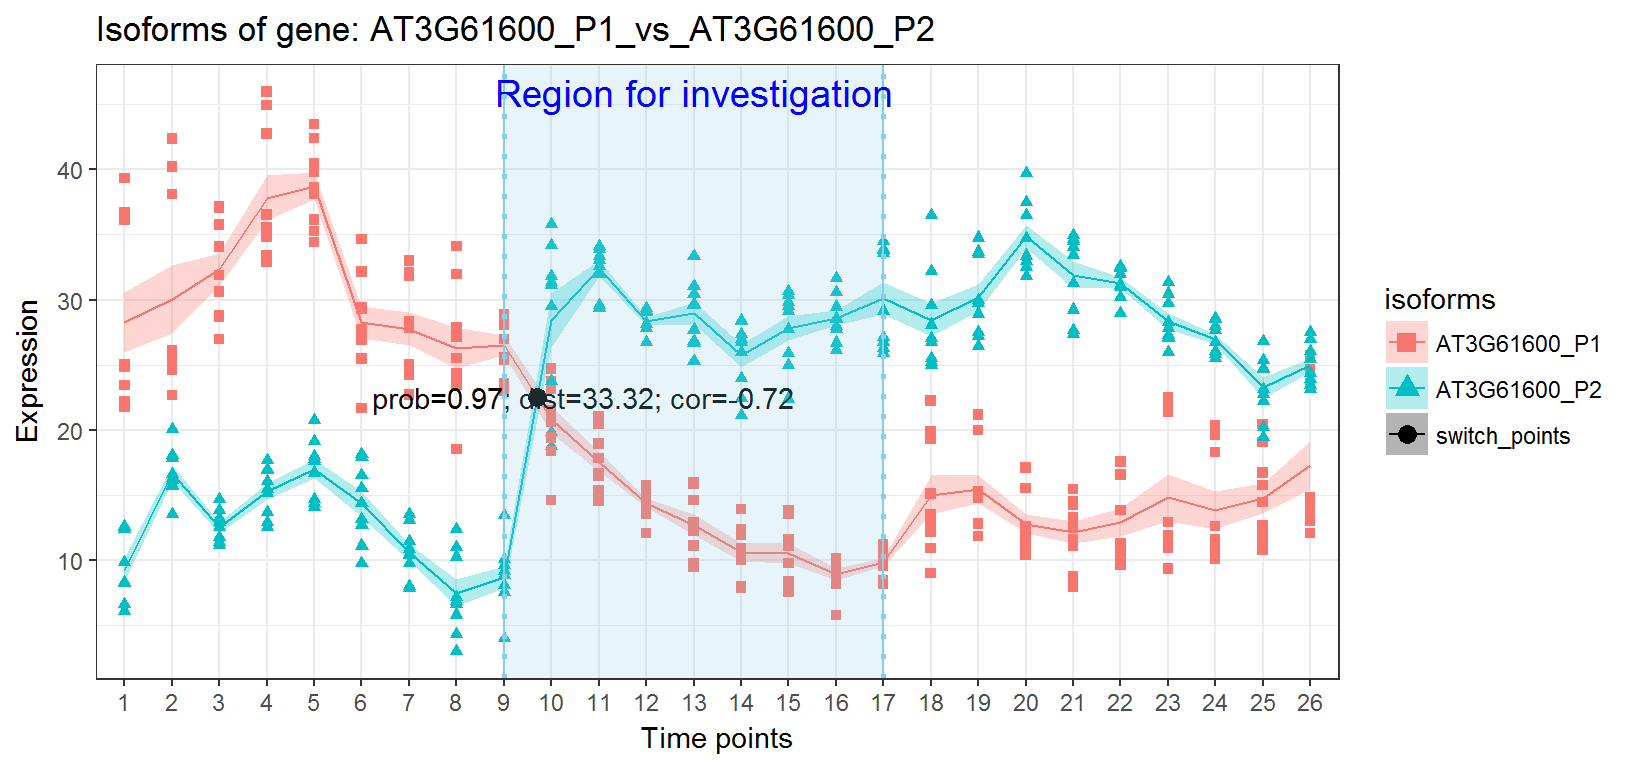 Isoforms of gene: AT3G61600_P1_vs_AT3G61600_P2
Region for investigation
40
30
20
10
Expression
prob=0.97; dist=33.32; cor=-0.72
1 2 3 4 5 6 7 8 9 10 11 12 13 14 15 16 17 18 19 20 21 22 23 24 25 26
Time points
isoforms
AT3G61600_P1
AT3G61600_P2
switch_points